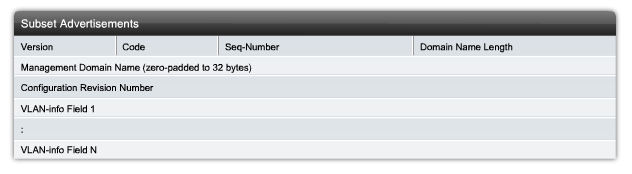 Subset Advertisements
Version Code Seq-Number Domain Name Length
Management Domain Name (zero-padded to 32 bytes)
Configuration Revision Number
VLAN-info Field 1
:
VLAN-info Field N